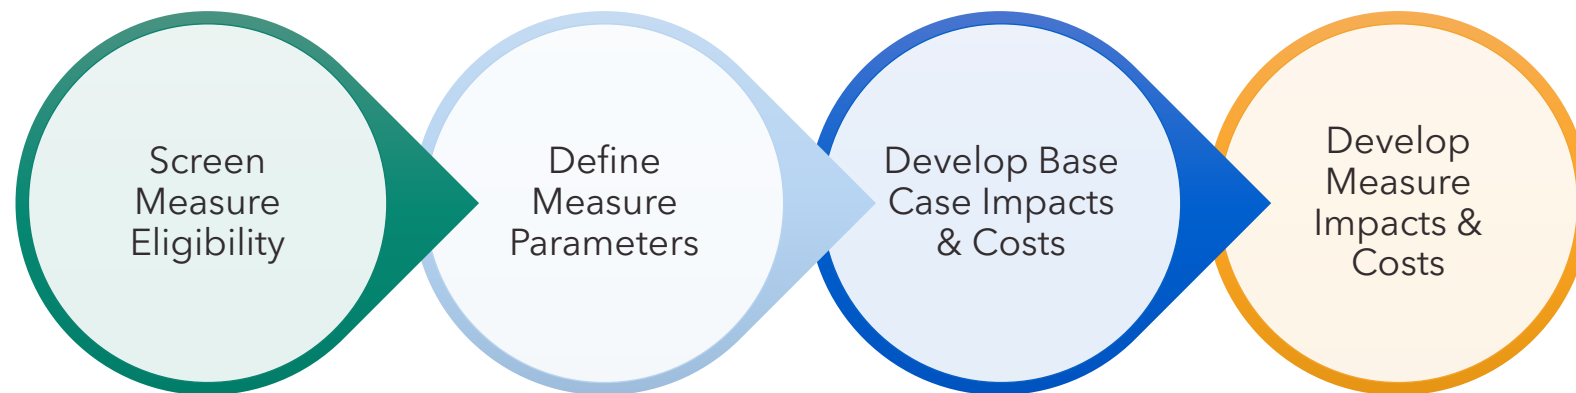 Screen
Measure
Eligibility
Define
Measure
Parameters
Develop Base
Case Impacts
& Costs
Develop
Measure
Impacts &
Costs